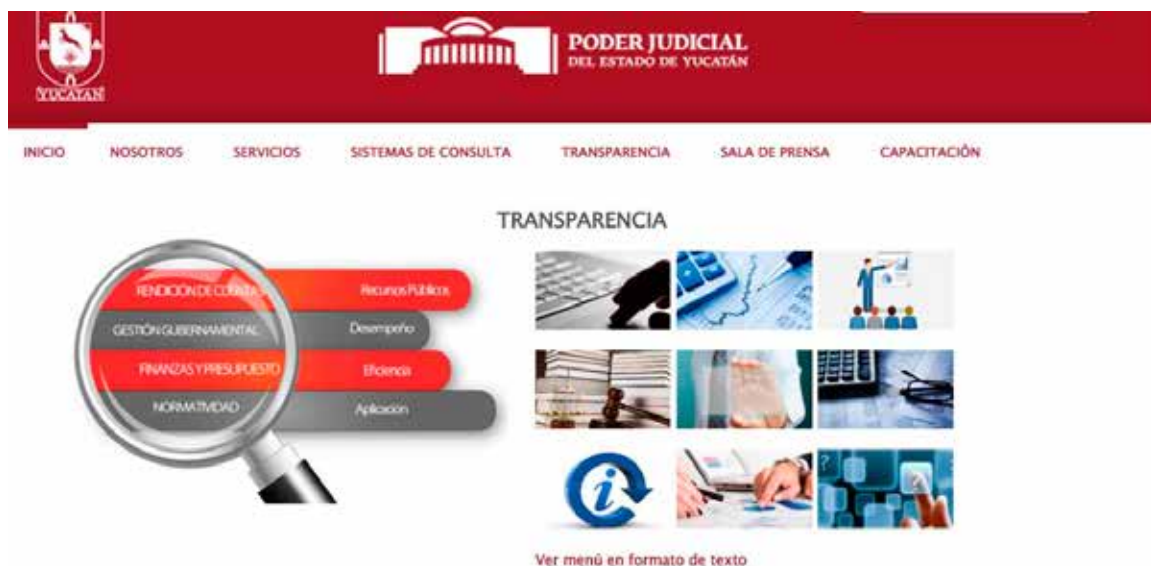 YUCATÁN
PODER JUDICIAL
DEL ESTADO DE YUCATÁN
INICIO NOSOTROS SERVICIOS SISTEMAS DE CONSULTA TRANSPARENCIA SALA DE PRENSA CAPACITACIÓN
TRANSPARENCIA
RENDICIÓN DE CUENTA Recursos Públicos
GESTIÓN GUBERNAMENTAL Desempeño
FINANZAS Y PRESUPUESTO Eficiencia
NORMATIVIDAD Aplicación
Ver menú en formato de texto